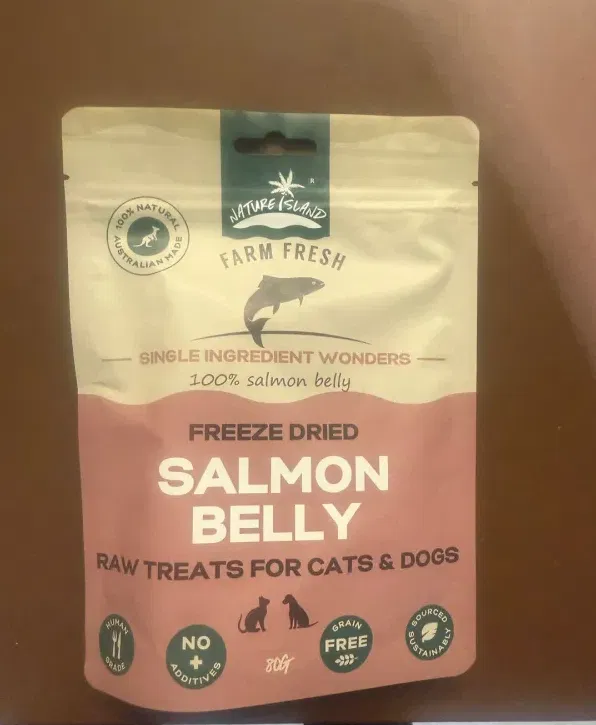 NATURE ISLAND
R
100% NATURAL
AUSTRALIAN MADE
FARM FRESH
SINGLE INGREDIENT WONDERS
100% salmon belly
FREEZE DRIED
SALMON
BELLY
RAW TREATS FOR CATS & DOGS
HUMAN
GRADE
NO
+
ADDITIVES
80G
GRAIN
FREE
SOURCED
SUSTAINABLY